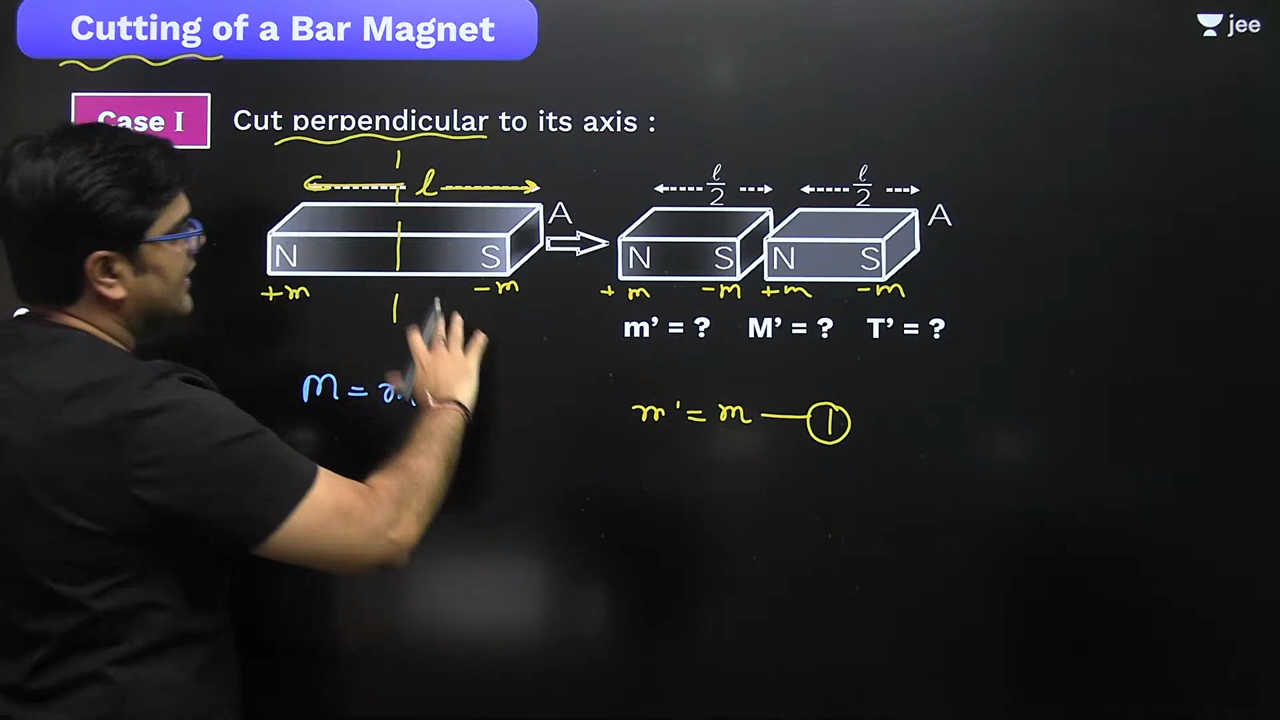 Cutting of a Bar Magnet
jee
Case I Cut perpendicular to its axis :
l
A
N S
+m -m
ℓ/2 ℓ/2
A
N S N S
+m -m +m -m
m' = ? M' = ? T' = ?
M =
m' = m — 1